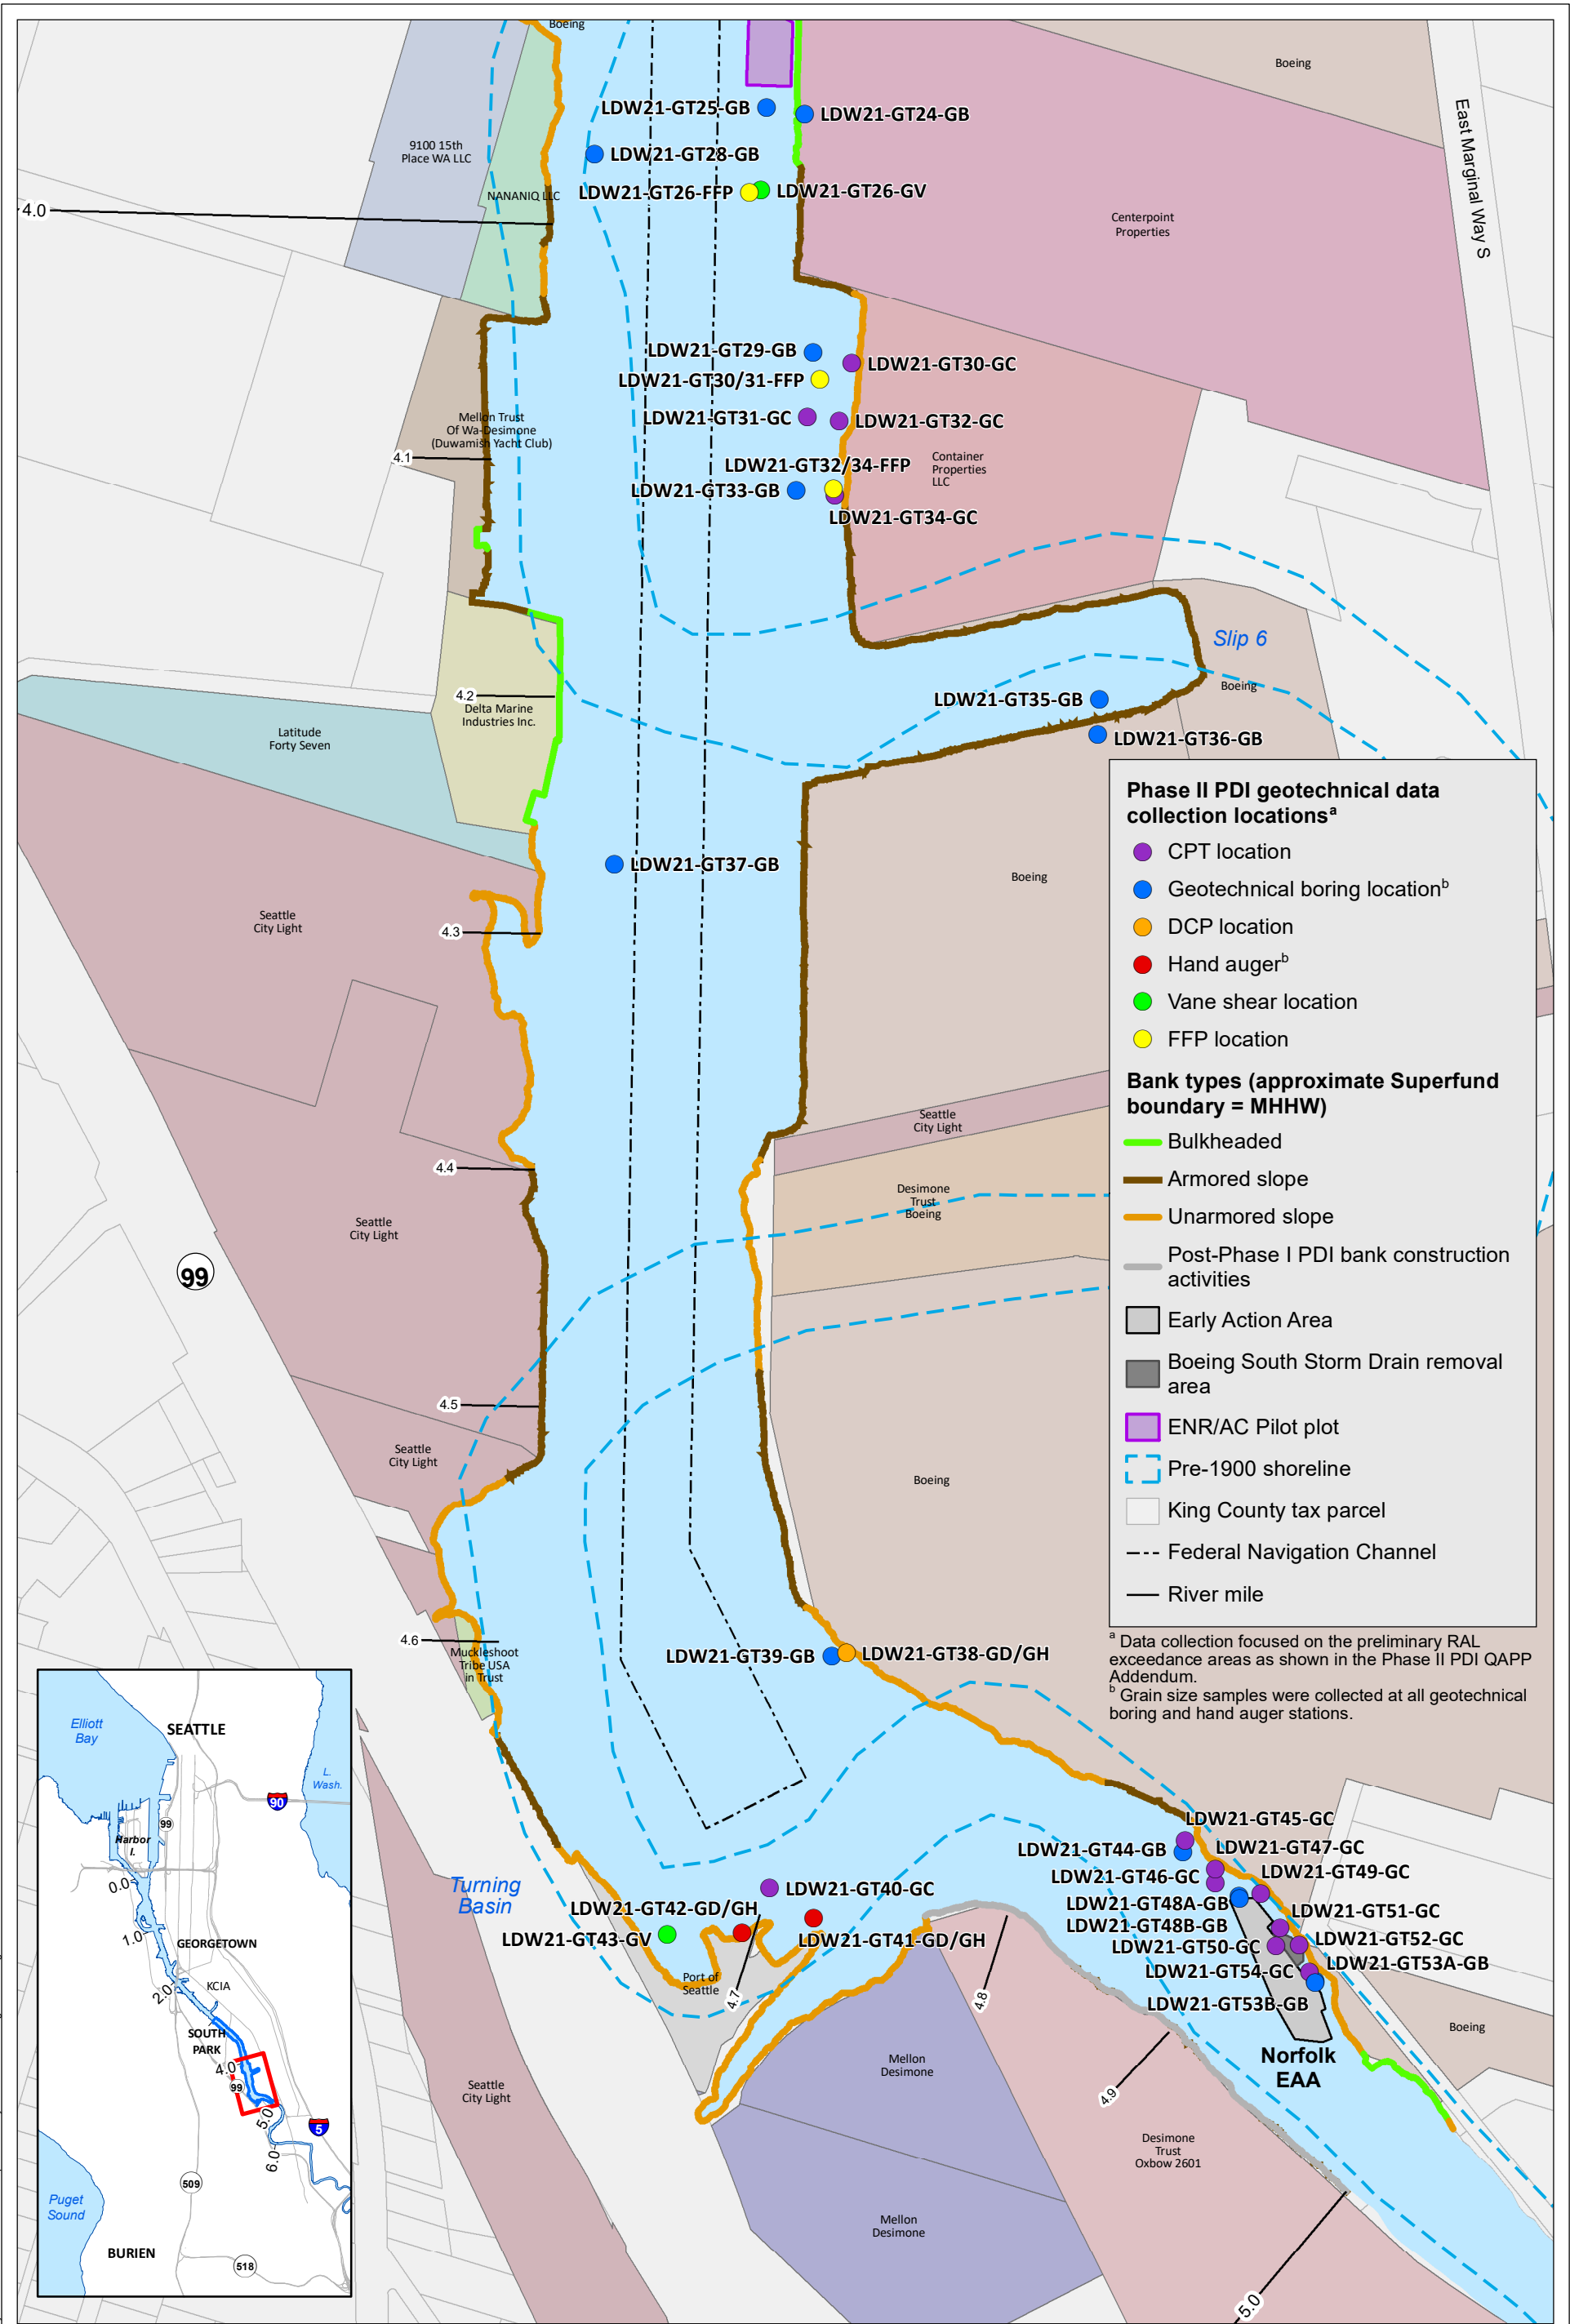 Boeing
Boeing
East Marginal Way S
LDW21-GT25-GB
LDW21-GT24-GB
9100 15th
Place WA LLC
LDW21-GT28-GB
NANANIQ LLC
LDW21-GT26-FFP
LDW21-GT26-GV
4.0
Centerpoint
Properties
LDW21-GT29-GB
LDW21-GT30-GC
LDW21-GT30/31-FFP
Mellon Trust
Of Wa-Desimone
(Duwamish Yacht Club)
LDW21-GT31-GC
LDW21-GT32-GC
4.1
LDW21-GT32/34-FFP
Container
Properties
LLC
LDW21-GT33-GB
LDW21-GT34-GC
Slip 6
Boeing
4.2
Delta Marine
Industries Inc.
LDW21-GT35-GB
LDW21-GT36-GB
Latitude
Forty Seven
LDW21-GT37-GB
Boeing
Seattle
City Light
4.3
Phase II PDI geotechnical data
collection locationsa
CPT location
Geotechnical boring locationb
DCP location
Hand augerb
Vane shear location
FFP location
Bank types (approximate Superfund
boundary = MHHW)
Bulkheaded
Armored slope
Unarmored slope
Post-Phase I PDI bank construction
activities
Early Action Area
Boeing South Storm Drain removal
area
ENR/AC Pilot plot
Pre-1900 shoreline
King County tax parcel
Federal Navigation Channel
River mile
a Data collection focused on the preliminary RAL
exceedance areas as shown in the Phase II PDI QAPP
Addendum.
b Grain size samples were collected at all geotechnical
boring and hand auger stations.
Seattle
City Light
4.4
Desimone
Trust
Boeing
Seattle
City Light
99
4.5
Seattle
City Light
Boeing
4.6
Muckleshoot
Tribe USA
in Trust
LDW21-GT39-GB
LDW21-GT38-GD/GH
LDW21-GT45-GC
LDW21-GT44-GB
LDW21-GT47-GC
LDW21-GT46-GC
LDW21-GT49-GC
LDW21-GT48A-GB
LDW21-GT51-GC
LDW21-GT48B-GB
LDW21-GT52-GC
LDW21-GT50-GC
LDW21-GT53A-GB
LDW21-GT54-GC
LDW21-GT53B-GB
Norfolk
EAA
Boeing
Turning
Basin
LDW21-GT40-GC
LDW21-GT42-GD/GH
LDW21-GT43-GV
LDW21-GT41-GD/GH
Port of
Seattle
4.7
4.8
4.9
5.0
Mellon
Desimone
Desimone
Trust
Oxbow 2601
Mellon
Desimone
Seattle
City Light
Elliott
Bay
SEATTLE
L.
Wash.
90
99
Harbor
I.
0.0
1.0
GEORGETOWN
KCIA
2.0
SOUTH
PARK
4.0
99
5.0
5
6.0
509
Puget
Sound
BURIEN
518